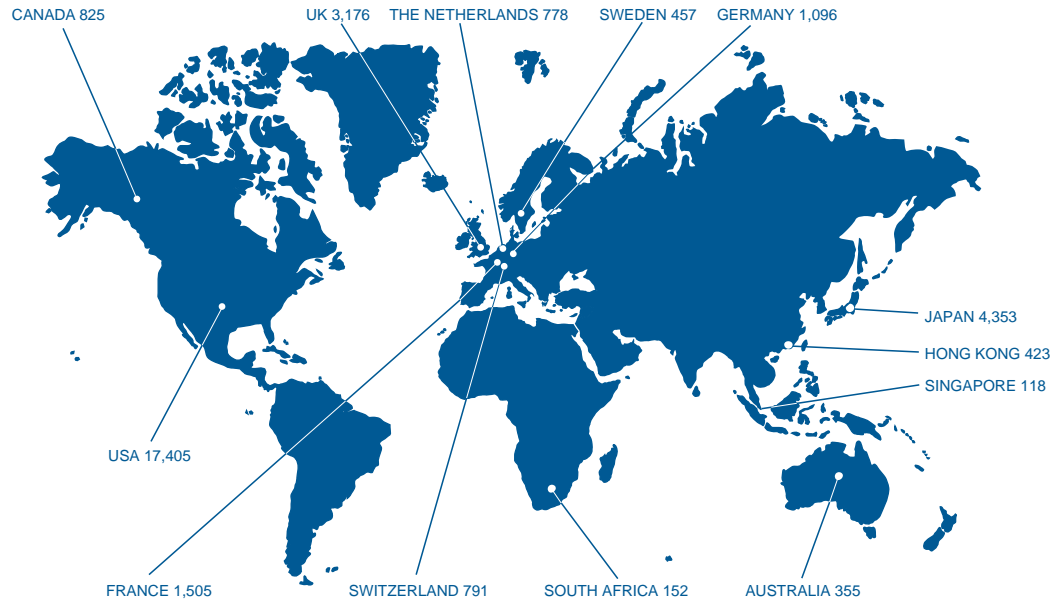 CANADA 825
UK 3,176
THE NETHERLANDS 778
SWEDEN 457
GERMANY 1,096
JAPAN 4,353
HONG KONG 423
SINGAPORE 118
USA 17,405
FRANCE 1,505
SWITZERLAND 791
SOUTH AFRICA 152
AUSTRALIA 355